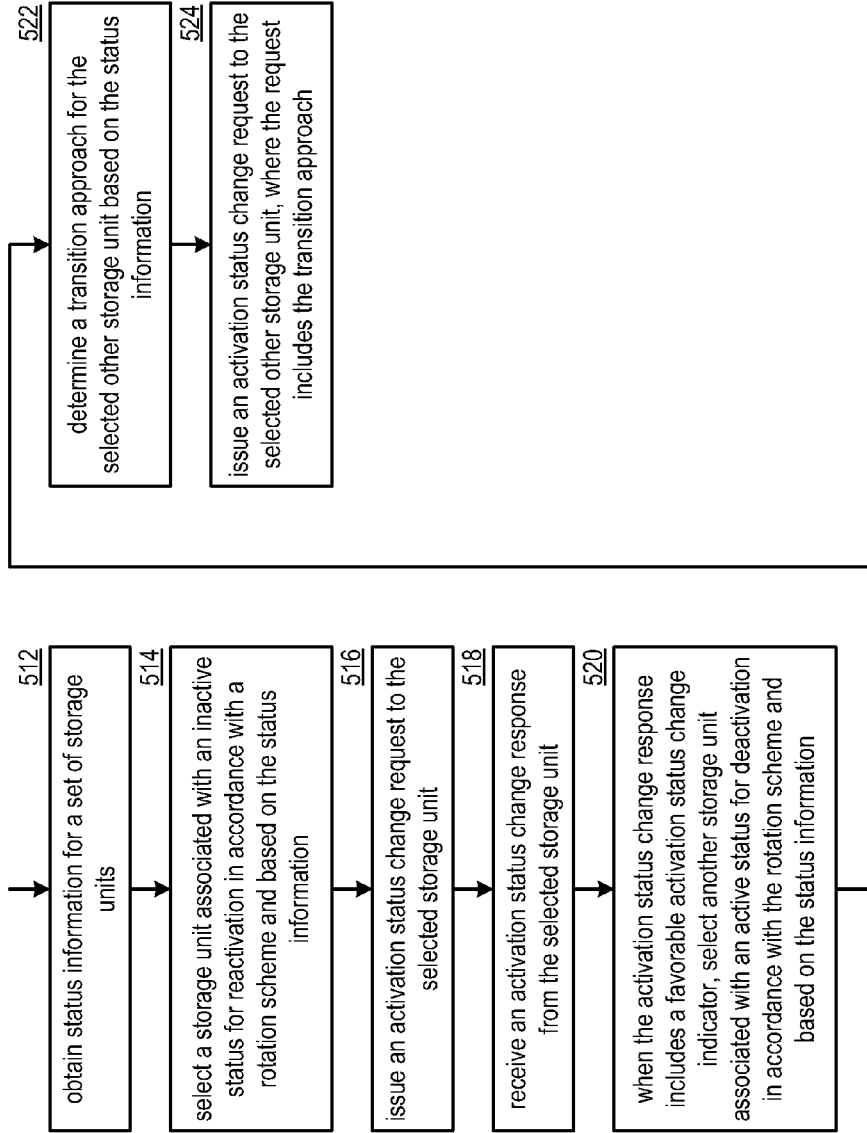 512
obtain status information for a set of storage
units
514
select a storage unit associated with an inactive
status for reactivation in accordance with a
rotation scheme and based on the status
information
516
issue an activation status change request to the
selected storage unit
518
receive an activation status change response
from the selected storage unit
520
when the activation status change response
includes a favorable activation status change
indicator, select another storage unit
associated with an active status for deactivation
in accordance with the rotation scheme and
based on the status information
522
determine a transition approach for the
selected other storage unit based on the status
information
524
issue an activation status change request to the
selected other storage unit, where the request
includes the transition approach